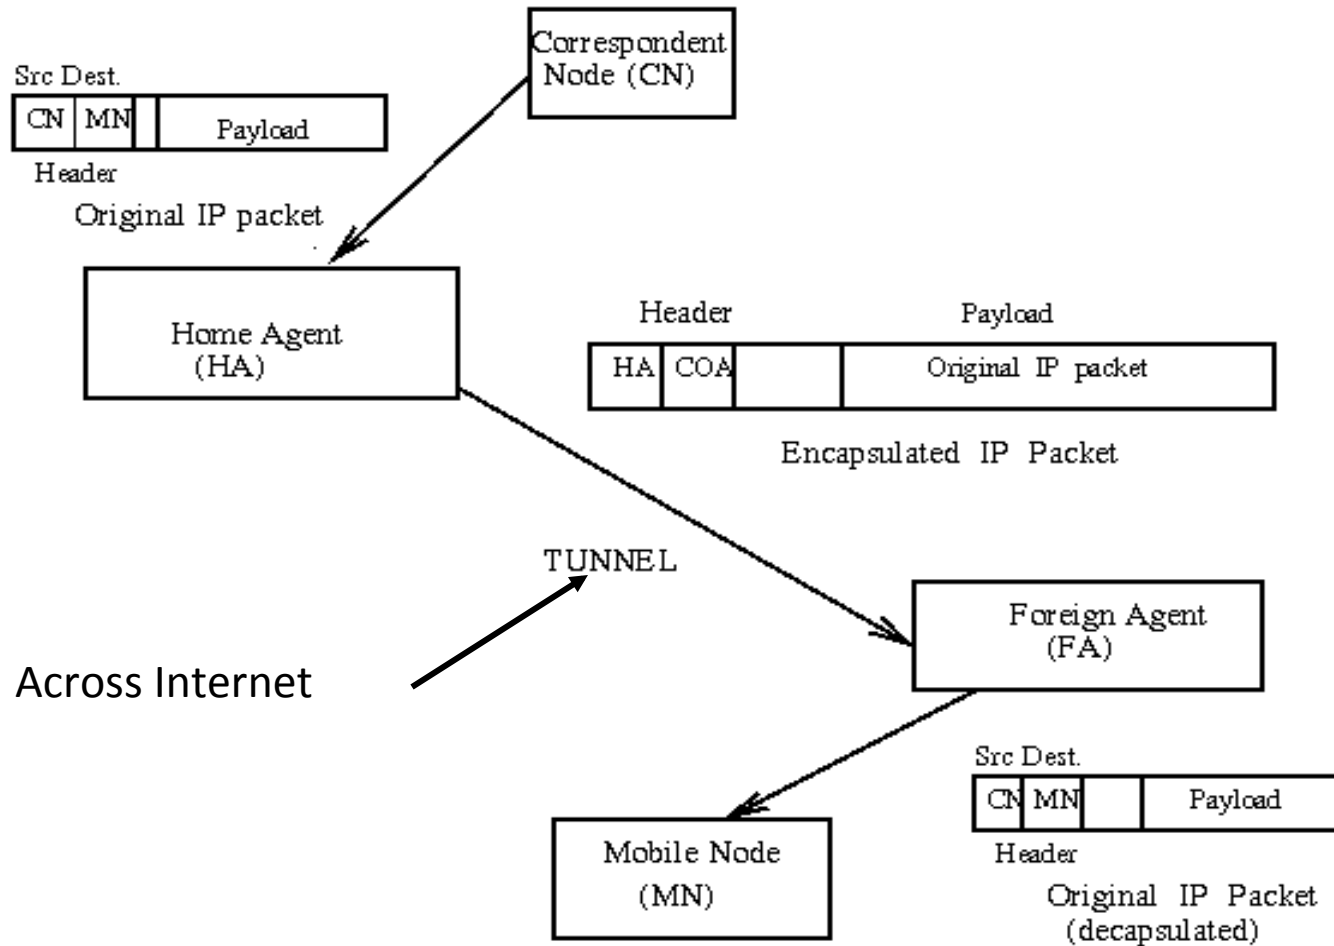 Correspondent
Node (CN)
Src Dest.
CN MN Payload
Header
Original IP packet
Home Agent
(HA)
Header Payload
HA COA Original IP packet
Encapsulated IP Packet
TUNNEL
Across Internet
Foreign Agent
(FA)
Src Dest.
CN MN Payload
Header
Original IP Packet
(decapsulated)
Mobile Node
(MN)